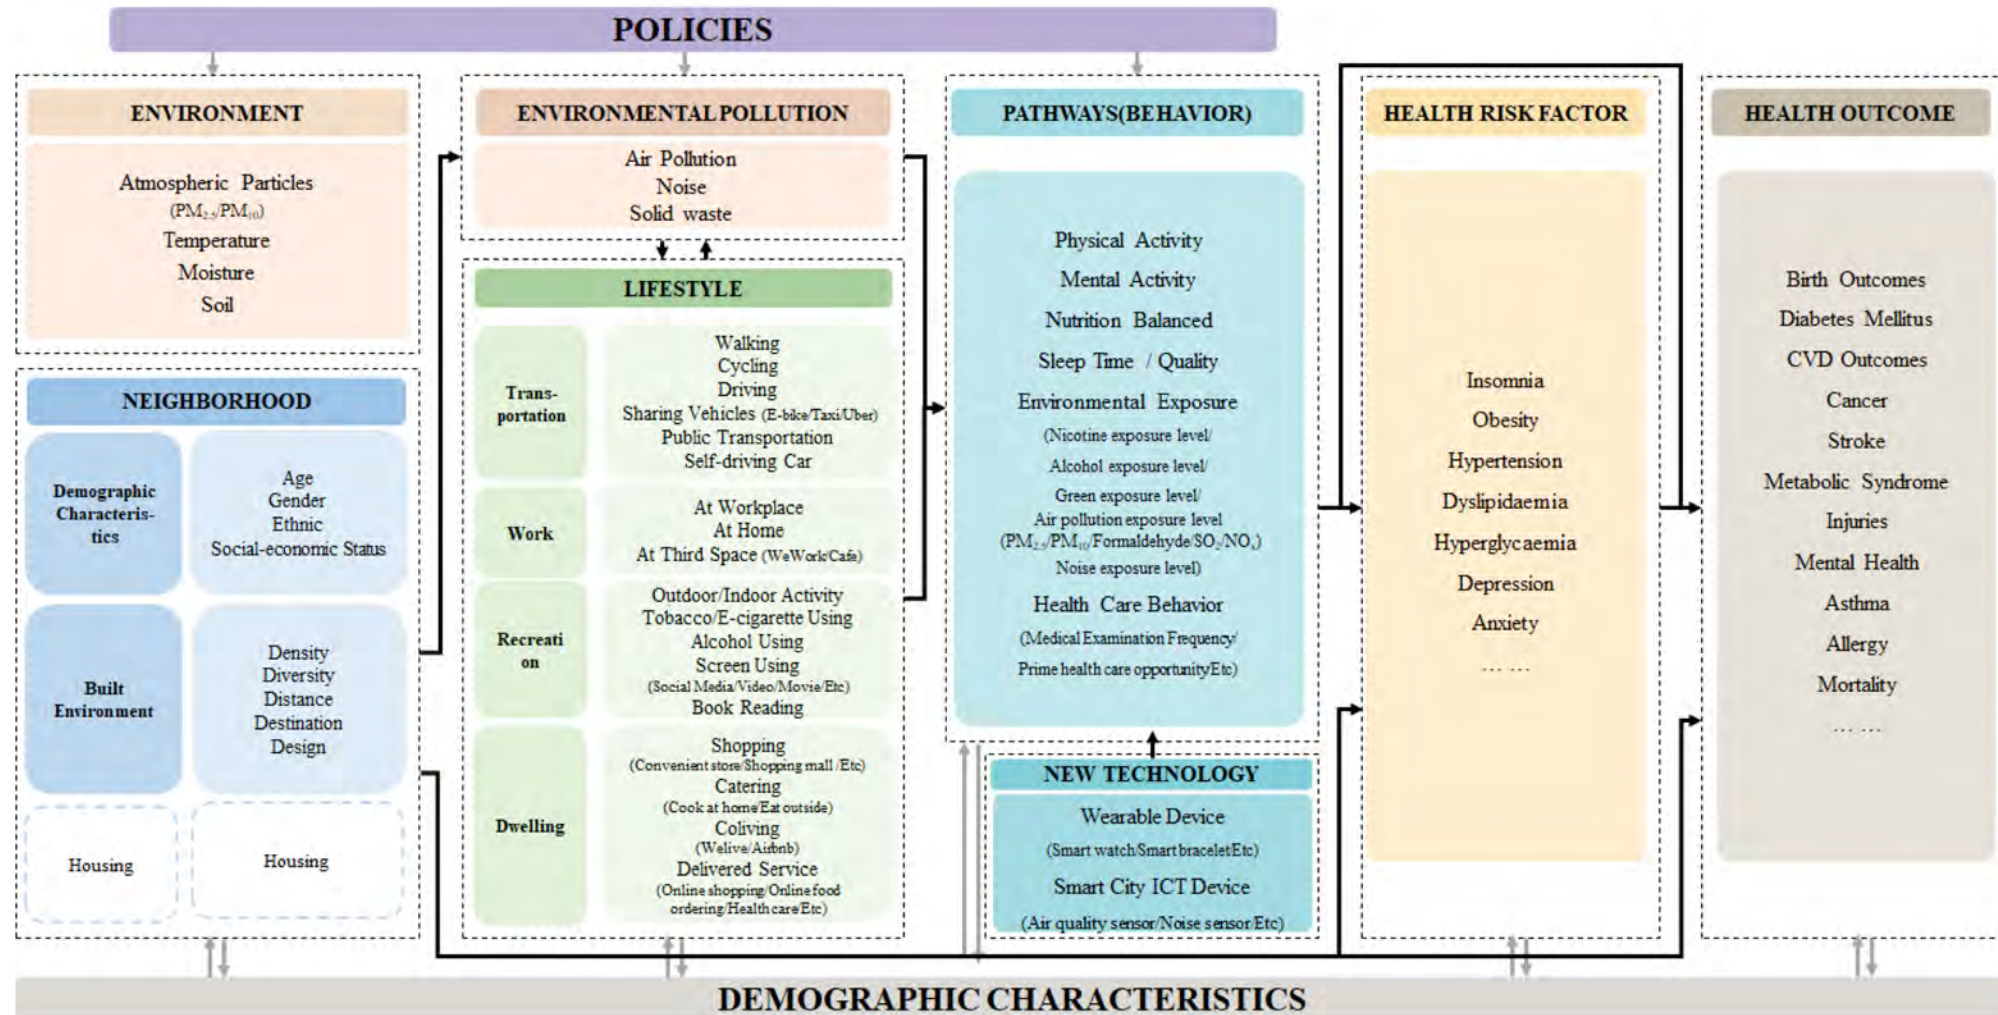 POLICIES
ENVIRONMENT
Atmospheric Particles
(PM2.5/PM10)
Temperature
Moisture
Soil
NEIGHBORHOOD
Demographic
Characteris-
tics
Age
Gender
Ethnic
Social-economic Status
Built
Environment
Density
Diversity
Distance
Destination
Design
Housing
Housing
ENVIRONMENTAL POLLUTION
Air Pollution
Noise
Solid waste
LIFESTYLE
Trans-
portation
Walking
Cycling
Driving
Sharing Vehicles (E-bike/Taxi/Uber)
Public Transportation
Self-driving Car
Work
At Workplace
At Home
At Third Space (WeWork/Cafe)
Recreati
on
Outdoor/Indoor Activity
Tobacco/E-cigarette Using
Alcohol Using
Screen Using
(Social Media/Video/Movie/Etc)
Book Reading
Dwelling
Shopping
(Convenient store/Shopping mall /Etc)
Catering
(Cook at home/Eat outside)
Coliving
(Welive/Airbnb)
Delivered Service
(Online shopping/Online food
ordering/Health care/Etc)
PATHWAYS(BEHAVIOR)
Physical Activity
Mental Activity
Nutrition Balanced
Sleep Time / Quality
Environmental Exposure
(Nicotine exposure level/
Alcohol exposure level/
Green exposure level/
Air pollution exposure level
(PM2.5/PM10/Formaldehyde/SO2/NOx)
Noise exposure level)
Health Care Behavior
(Medical Examination Frequency/
Prime health care opportunity/Etc)
NEW TECHNOLOGY
Wearable Device
(Smart watch/Smart bracelet/Etc)
Smart City ICT Device
(Air quality sensor/Noise sensor/Etc)
HEALTH RISK FACTOR
Insomnia
Obesity
Hypertension
Dyslipidaemia
Hyperglycaemia
Depression
Anxiety
... ...
HEALTH OUTCOME
Birth Outcomes
Diabetes Mellitus
CVD Outcomes
Cancer
Stroke
Metabolic Syndrome
Injuries
Mental Health
Asthma
Allergy
Mortality
... ...
DEMOGRAPHIC CHARACTERISTICS